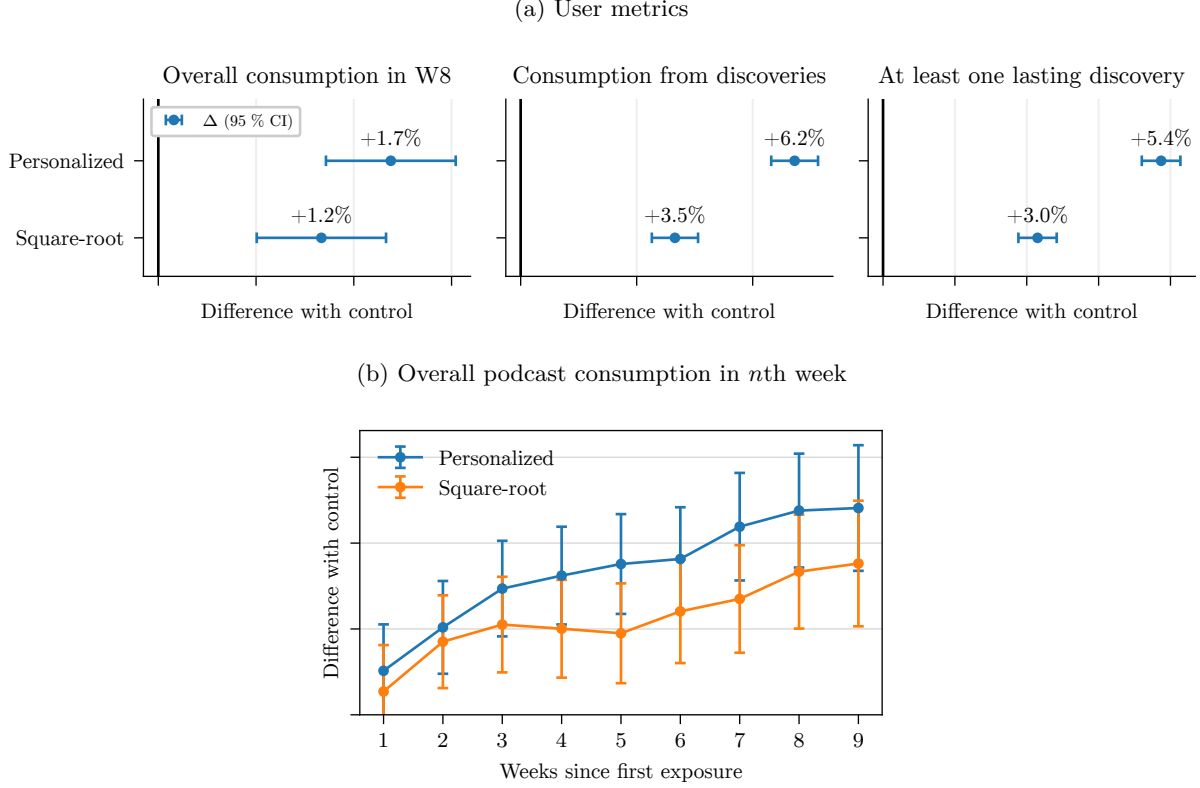 (a) User metrics
Overall consumption in W8
Consumption from discoveries
At least one lasting discovery
Δ (95 % CI)
Personalized
+1.7%
+6.2%
+5.4%
Square-root
+1.2%
+3.5%
+3.0%
Difference with control
Difference with control
Difference with control
(b) Overall podcast consumption in nth week
Difference with control
Personalized
Square-root
1 2 3 4 5 6 7 8 9
Weeks since first exposure